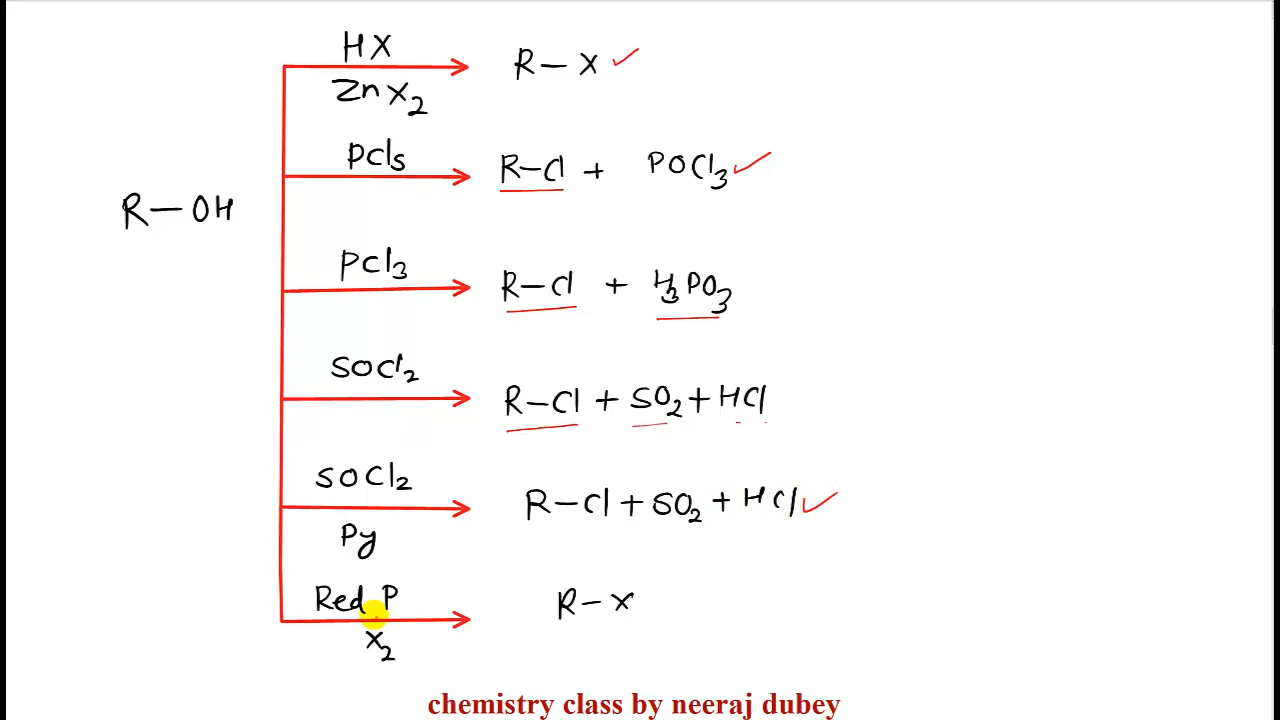 HX
ZnX2
R-X
PCl5
R-Cl + POCl3
R-OH
PCl3
R-Cl + H3PO3
SOCl2
R-Cl + SO2 + HCl
SOCl2
Py
R-Cl + SO2 + HCl
Red P
X2
R-X
chemistry class by neeraj dubey